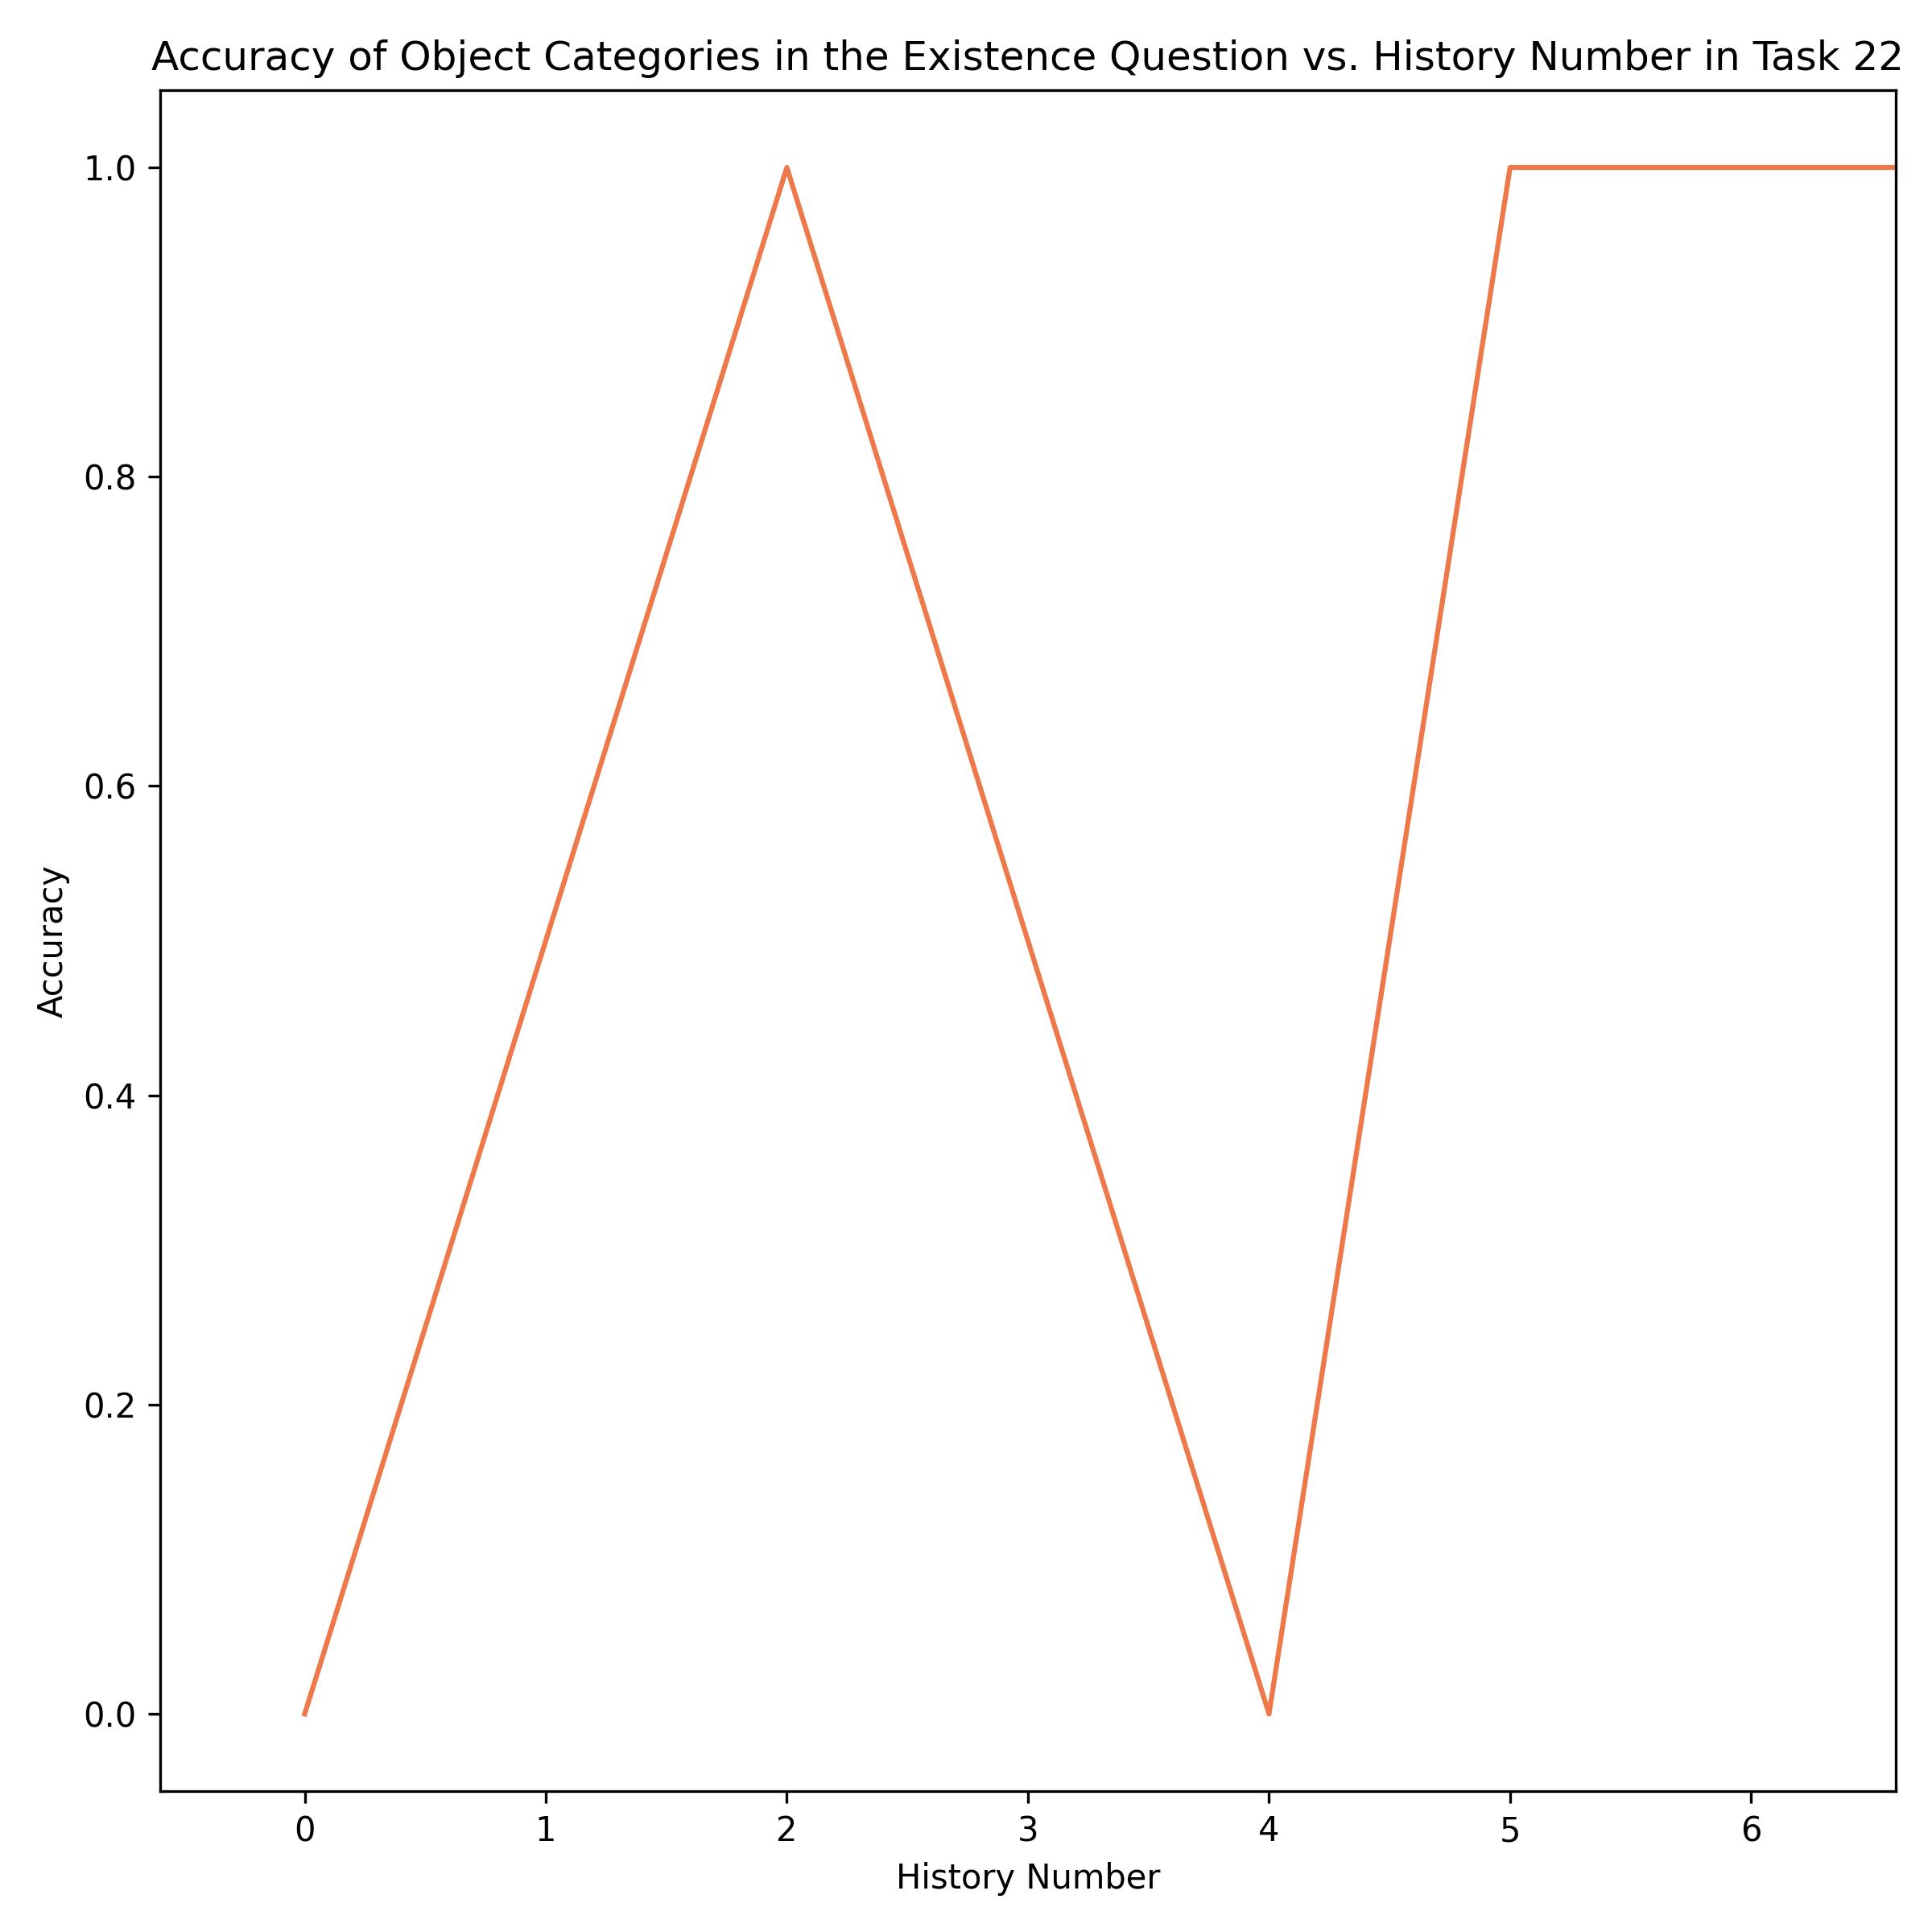 Accuracy of Object Categories in the Existence Question vs. History Number in Task 22
1.0
0.8
0.6
0.4
0.2
0.0
Accuracy
0 1 2 3 4 5 6
History Number